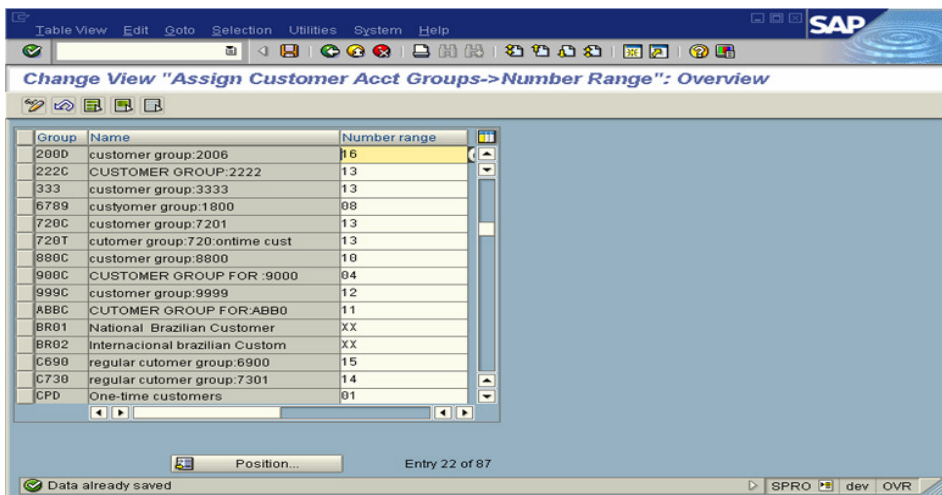 Table View Edit Goto Selection Utilities System Help
SAP
Change View "Assign Customer Acct Groups->Number Range": Overview
Group Name Number range
200D customer group:2006 16
222C CUSTOMER GROUP:2222 13
333 customer group:3333 13
6789 custyomer group:1800 08
720C customer group:7201 13
720T cutomer group:720:ontime cust 13
880C customer group:8800 10
900C CUSTOMER GROUP FOR :9000 04
999C customer group:9999 12
ABBC CUTOMER GROUP FOR:ABB0 11
BR01 National Brazilian Customer XX
BR02 Internacional brazilian Custom XX
C690 regular cutomer group:6900 15
C730 regular cutomer group:7301 14
CPD One-time customers 01
Position... Entry 22 of 87
Data already saved SPRO dev OVR